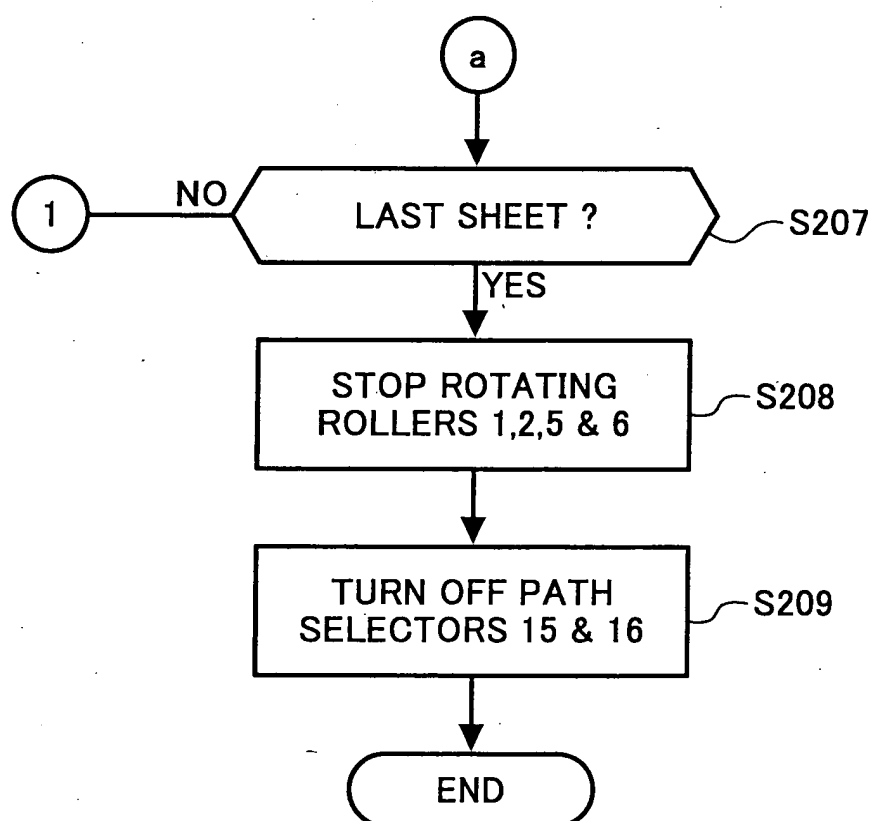 a
1
NO
LAST SHEET ?
S207
YES
STOP ROTATING
ROLLERS 1,2,5 & 6
S208
TURN OFF PATH
SELECTORS 15 & 16
S209
END